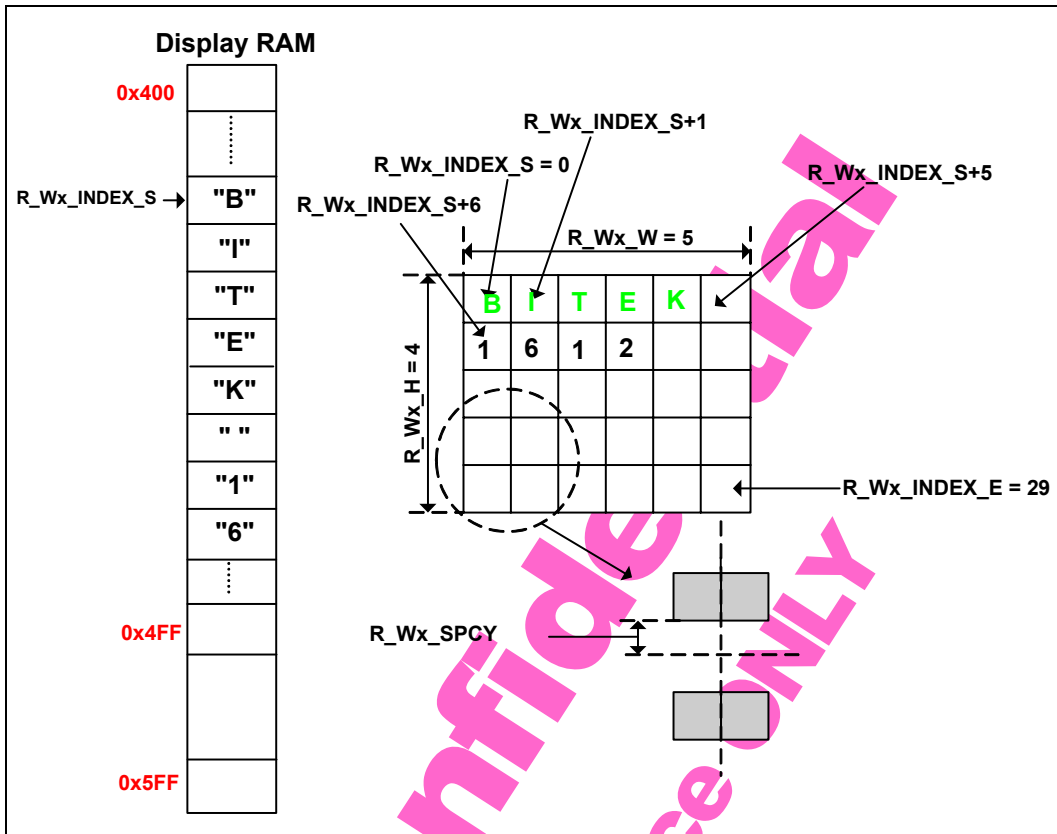 Display RAM
0x400
R_Wx_INDEX_S
"B"
"I"
"T"
"E"
"K"
" "
"1"
"6"
0x4FF
0x5FF
R_Wx_INDEX_S+1
R_Wx_INDEX_S = 0
R_Wx_INDEX_S+5
R_Wx_INDEX_S+6
R_Wx_W = 5
R_Wx_H = 4
B I T E K
1 6 1 2
R_Wx_INDEX_E = 29
R_Wx_SPCY
ONLY